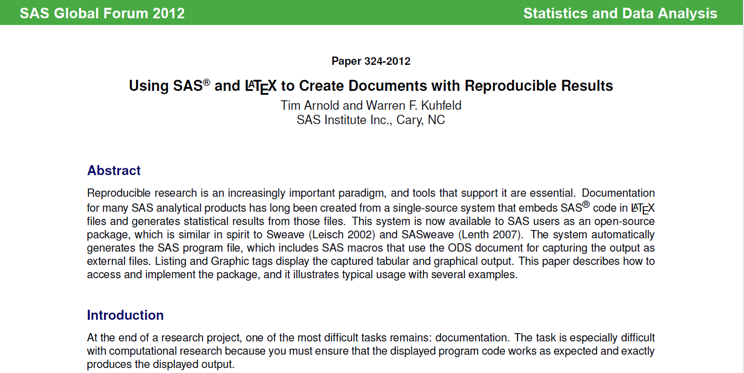 SAS Global Forum 2012 Statistics and Data Analysis
Paper 324-2012
Using SAS® and LATEX to Create Documents with Reproducible Results
Tim Arnold and Warren F. Kuhfeld
SAS Institute Inc., Cary, NC
Abstract
Reproducible research is an increasingly important paradigm, and tools that support it are essential. Documentation
for many SAS analytical products has long been created from a single-source system that embeds SAS® code in LATEX
files and generates statistical results from those files. This system is now available to SAS users as an open-source
package, which is similar in spirit to Sweave (Leisch 2002) and SASweave (Lenth 2007). The system automatically
generates the SAS program file, which includes SAS macros that use the ODS document for capturing the output as
external files. Listing and Graphic tags display the captured tabular and graphical output. This paper describes how to
access and implement the package, and it illustrates typical usage with several examples.
Introduction
At the end of a research project, one of the most difficult tasks remains: documentation. The task is especially difficult
with computational research because you must ensure that the displayed program code works as expected and exactly
produces the displayed output.